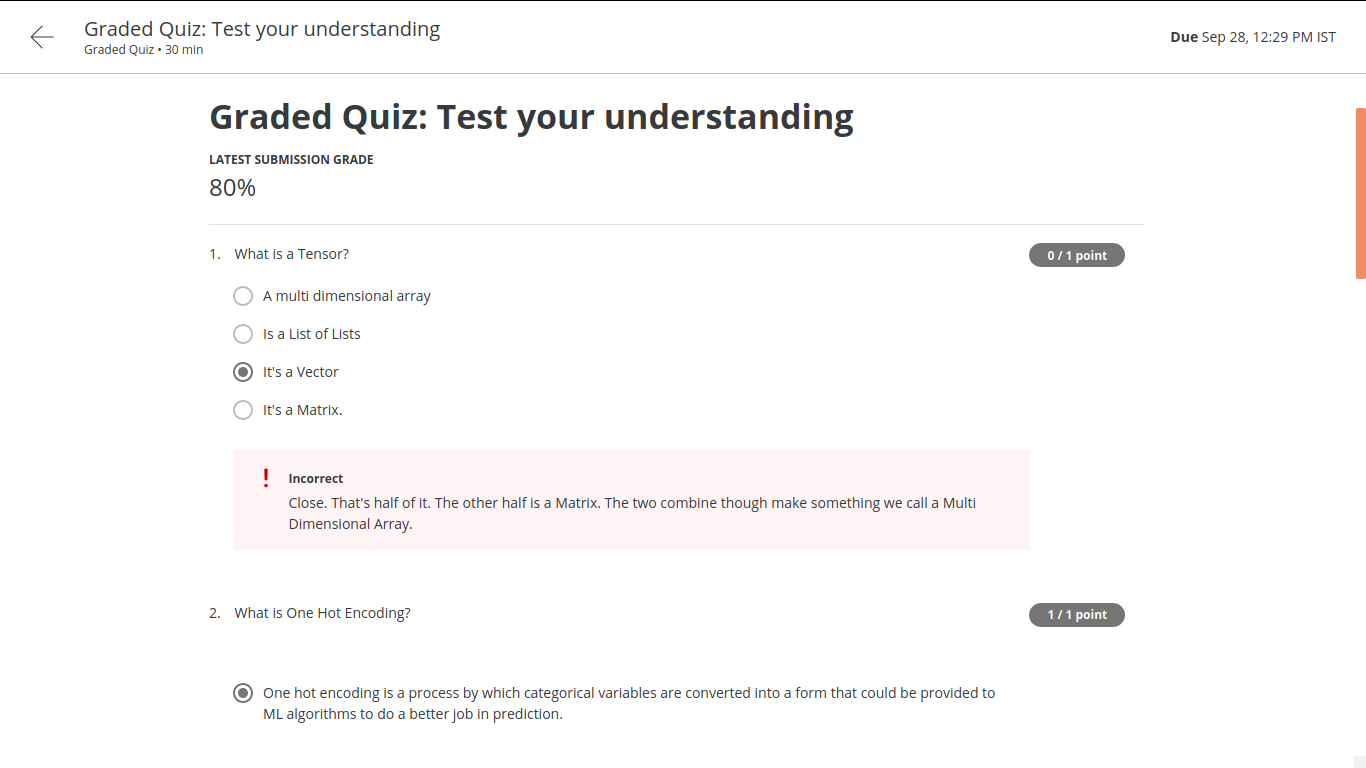 Graded Quiz: Test your understanding
Graded Quiz • 30 min
Due Sep 28, 12:29 PM IST
Graded Quiz: Test your understanding
LATEST SUBMISSION GRADE
80%
1. What is a Tensor?
0 / 1 point
A multi dimensional array
Is a List of Lists
It's a Vector
It's a Matrix.
! Incorrect
Close. That's half of it. The other half is a Matrix. The two combine though make something we call a Multi
Dimensional Array.
2. What is One Hot Encoding?
1 / 1 point
One hot encoding is a process by which categorical variables are converted into a form that could be provided to
ML algorithms to do a better job in prediction.